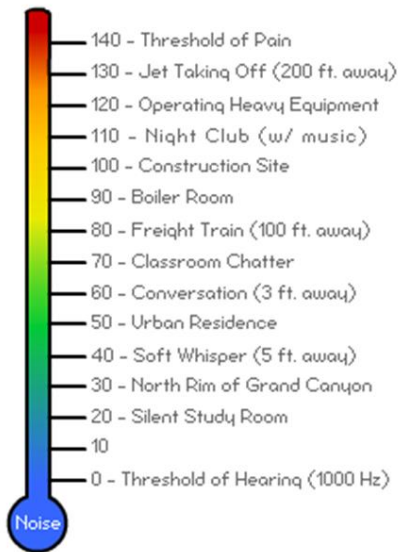 140 - Threshold of Pain
130 - Jet Taking Off (200 ft. away)
120 - Operating Heavy Equipment
110 - Night Club (w/ music)
100 - Construction Site
90 - Boiler Room
80 - Freight Train (100 ft. away)
70 - Classroom Chatter
60 - Conversation (3 ft. away)
50 - Urban Residence
40 - Soft Whisper (5 ft. away)
30 - North Rim of Grand Canyon
20 - Silent Study Room
10
0 - Threshold of Hearing (1000 Hz)
Noise